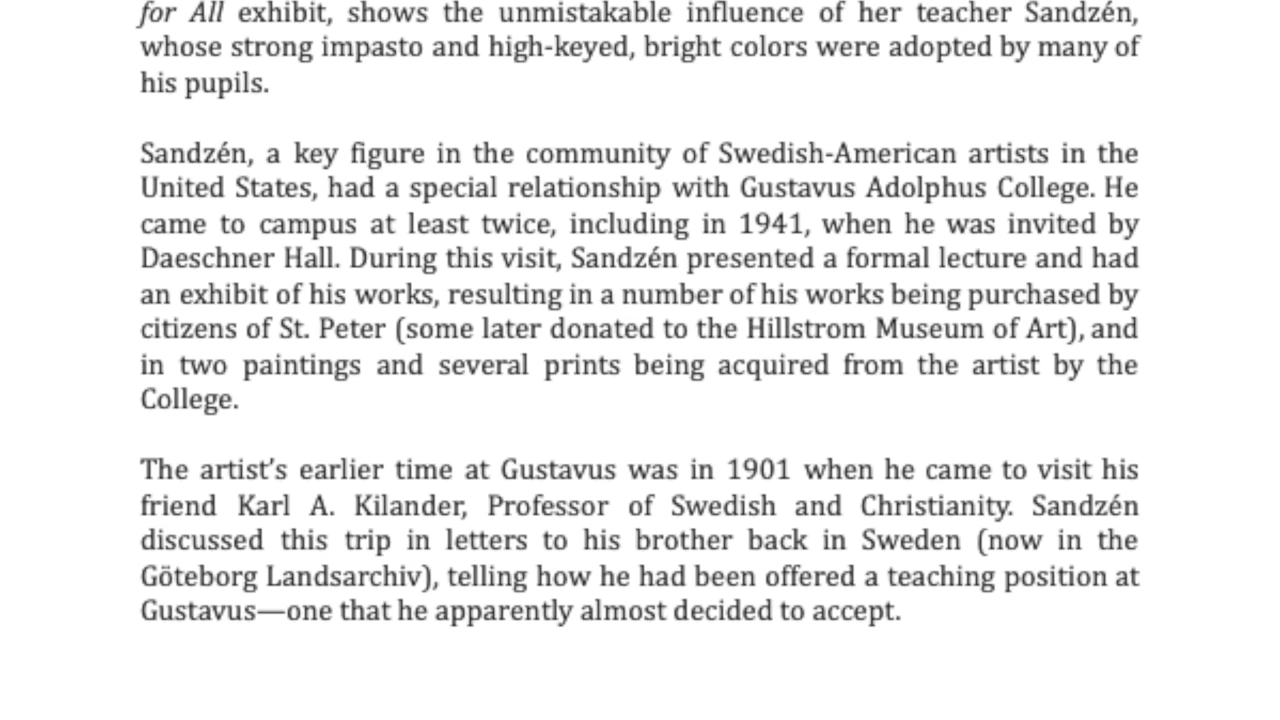 for All exhibit, shows the unmistakable influence of her teacher Sandzén,
whose strong impasto and high-keyed, bright colors were adopted by many of
his pupils.
Sandzén, a key figure in the community of Swedish-American artists in the
United States, had a special relationship with Gustavus Adolphus College. He
came to campus at least twice, including in 1941, when he was invited by
Daeschner Hall. During this visit, Sandzén presented a formal lecture and had
an exhibit of his works, resulting in a number of his works being purchased by
citizens of St. Peter (some later donated to the Hillstrom Museum of Art), and
in two paintings and several prints being acquired from the artist by the
College.
The artist’s earlier time at Gustavus was in 1901 when he came to visit his
friend Karl A. Kilander, Professor of Swedish and Christianity. Sandzén
discussed this trip in letters to his brother back in Sweden (now in the
Göteborg Landsarchiv), telling how he had been offered a teaching position at
Gustavus—one that he apparently almost decided to accept.